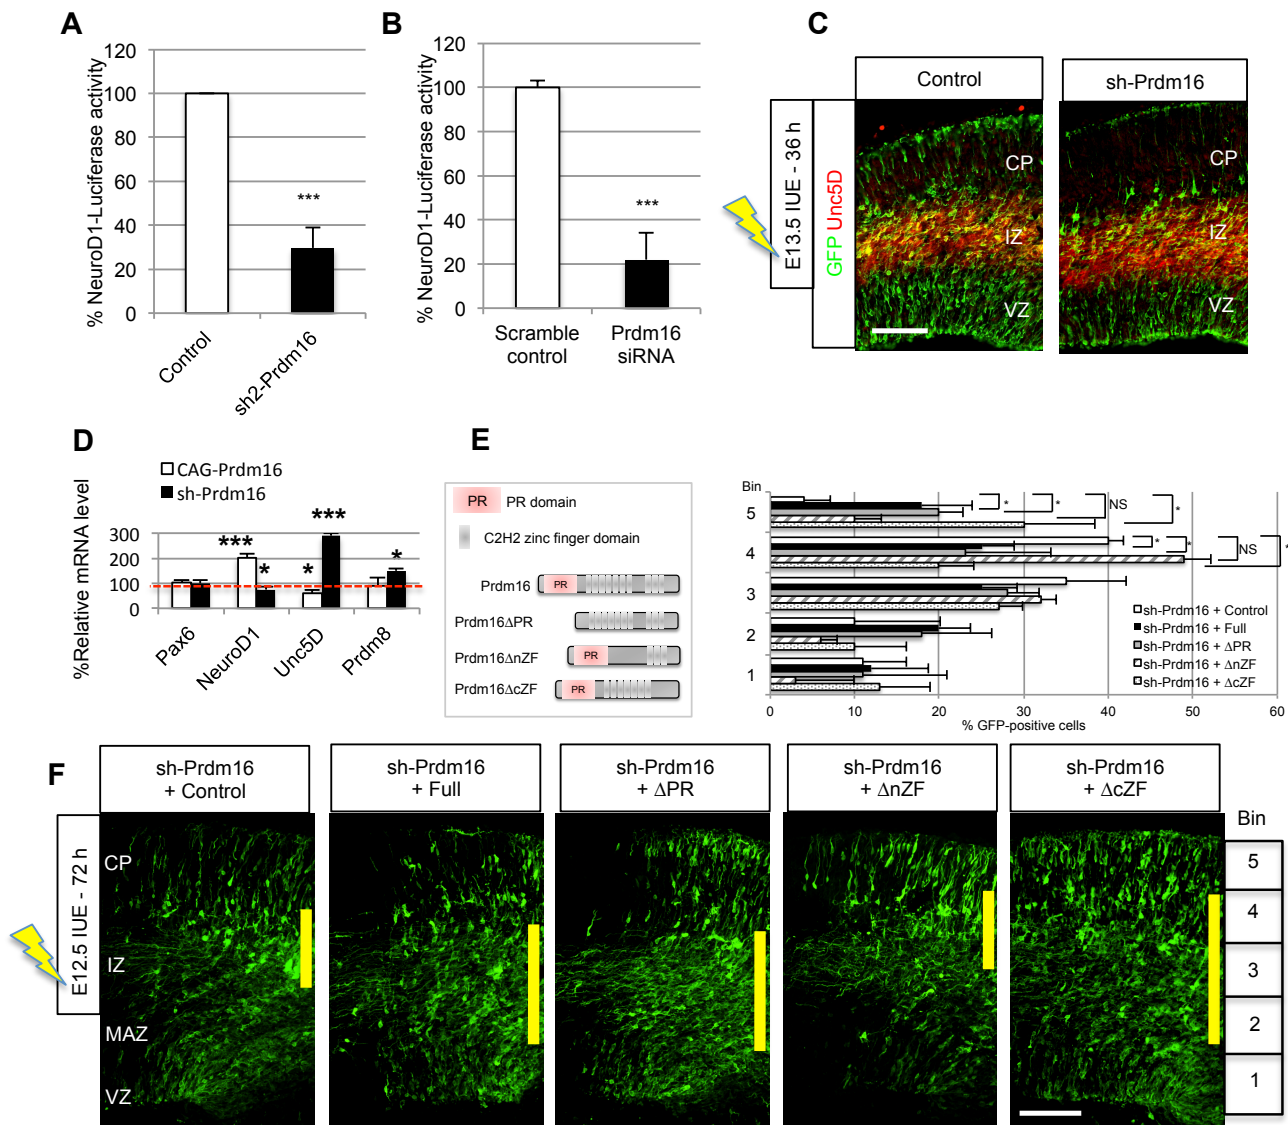 A
120
100
80
60
40
20
0
% NeuroD1-Luciferase activity
***
Control
sh2-Prdm16
B
120
100
80
60
40
20
0
% NeuroD1-Luciferase activity
***
Scramble
control
Prdm16
siRNA
C
Control
sh-Prdm16
E13.5 IUE - 36 h
GFP Unc5D
CP
IZ
VZ
CP
IZ
VZ
D
CAG-Prdm16
sh-Prdm16
%Relative mRNA level
300
200
100
0
***
*
*
***
*
Pax6
NeuroD1
Unc5D
Prdm8
E
PR
PR domain
C2H2 zinc finger domain
Prdm16
PR
Prdm16ΔPR
Prdm16ΔnZF
PR
Prdm16ΔcZF
PR
Bin
5
4
3
2
1
*
*
NS
*
*
*
NS
*
sh-Prdm16 + Control
sh-Prdm16 + Full
sh-Prdm16 + ΔPR
sh-Prdm16 + ΔnZF
sh-Prdm16 + ΔcZF
0
10
20
30
40
50
60
% GFP-positive cells
F
sh-Prdm16
+ Control
sh-Prdm16
+ Full
sh-Prdm16
+ ΔPR
sh-Prdm16
+ ΔnZF
sh-Prdm16
+ ΔcZF
E12.5 IUE - 72 h
CP
IZ
MAZ
VZ
Bin
5
4
3
2
1